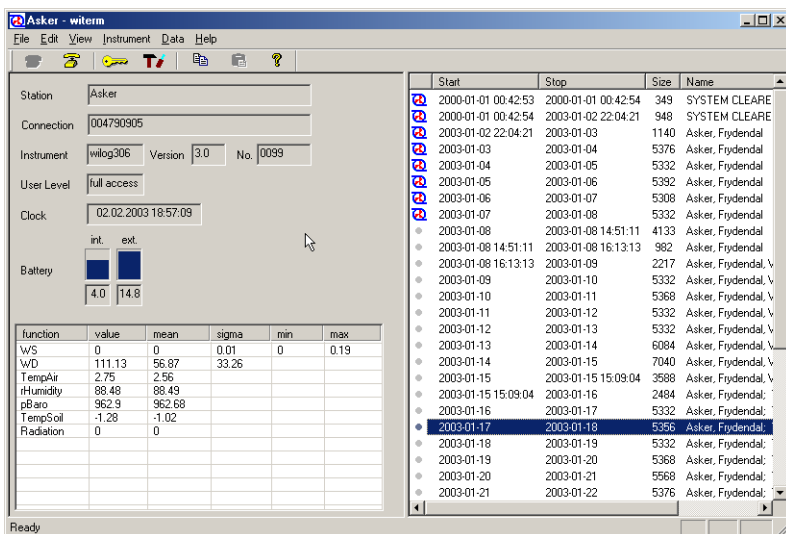 Asker - witerm
File Edit View Instrument Data Help
Station Asker
Connection 004790905
Instrument wilog306 Version 3.0 No. 0099
User Level full access
Clock 02.02.2003 18:57:09
int. ext.
Battery
4.0 14.8
function value mean sigma min max
WS 0 0 0.01 0 0.19
WD 111.13 56.87 33.26
TempAir 2.75 2.56
rHumidity 88.48 88.49
pBaro 962.9 962.68
TempSoil -1.28 -1.02
Radiation 0 0
Start Stop Size Name
2000-01-01 00:42:53 2000-01-01 00:42:54 349 SYSTEM CLEARE
2000-01-01 00:42:54 2003-01-02 22:04:21 948 SYSTEM CLEARE
2003-01-02 22:04:21 2003-01-03 1140 Asker, Frydendal
2003-01-03 2003-01-04 5376 Asker, Frydendal
2003-01-04 2003-01-05 5332 Asker, Frydendal
2003-01-05 2003-01-06 5392 Asker, Frydendal
2003-01-06 2003-01-07 5308 Asker, Frydendal
2003-01-07 2003-01-08 5332 Asker, Frydendal
2003-01-08 2003-01-08 14:51:11 4133 Asker, Frydendal
2003-01-08 14:51:11 2003-01-08 16:13:13 982 Asker, Frydendal
2003-01-08 16:13:13 2003-01-09 2217 Asker, Frydendal, V
2003-01-09 2003-01-10 5332 Asker, Frydendal, V
2003-01-10 2003-01-11 5368 Asker, Frydendal, V
2003-01-11 2003-01-12 5332 Asker, Frydendal, V
2003-01-12 2003-01-13 5332 Asker, Frydendal, V
2003-01-13 2003-01-14 6084 Asker, Frydendal, V
2003-01-14 2003-01-15 7040 Asker, Frydendal, V
2003-01-15 2003-01-15 15:09:04 3588 Asker, Frydendal, V
2003-01-15 15:09:04 2003-01-16 2484 Asker, Frydendal;
2003-01-16 2003-01-17 5332 Asker, Frydendal;
2003-01-17 2003-01-18 5356 Asker, Frydendal;
2003-01-18 2003-01-19 5332 Asker, Frydendal;
2003-01-19 2003-01-20 5368 Asker, Frydendal;
2003-01-20 2003-01-21 5568 Asker, Frydendal;
2003-01-21 2003-01-22 5376 Asker, Frydendal;
Ready